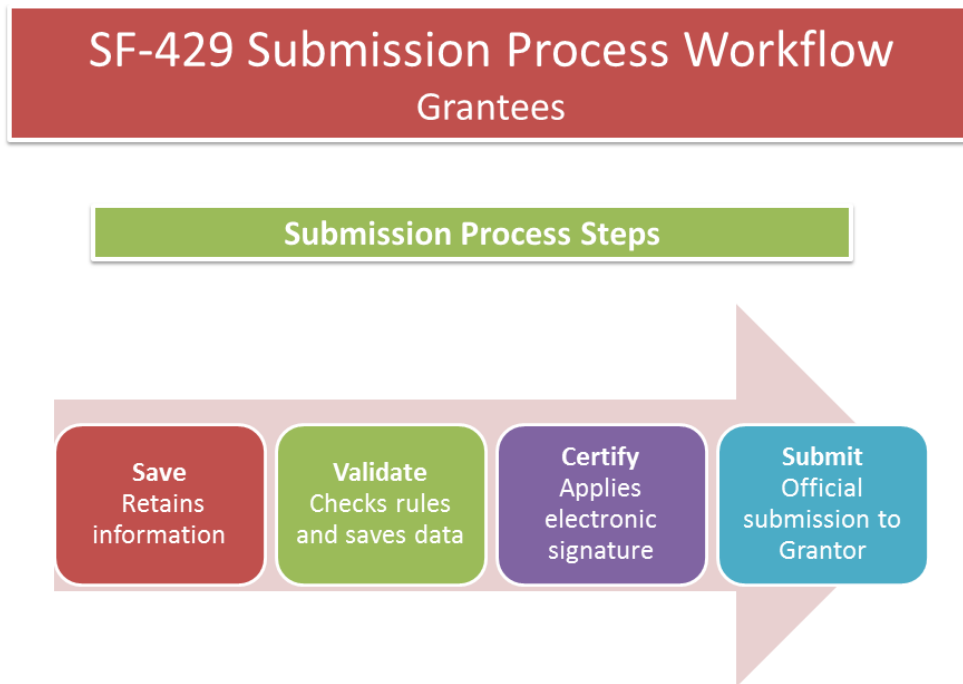 SF-429 Submission Process Workflow
Grantees
Submission Process Steps
Save
Retains
information
Validate
Checks rules
and saves data
Certify
Applies
electronic
signature
Submit
Official
submission to
Grantor